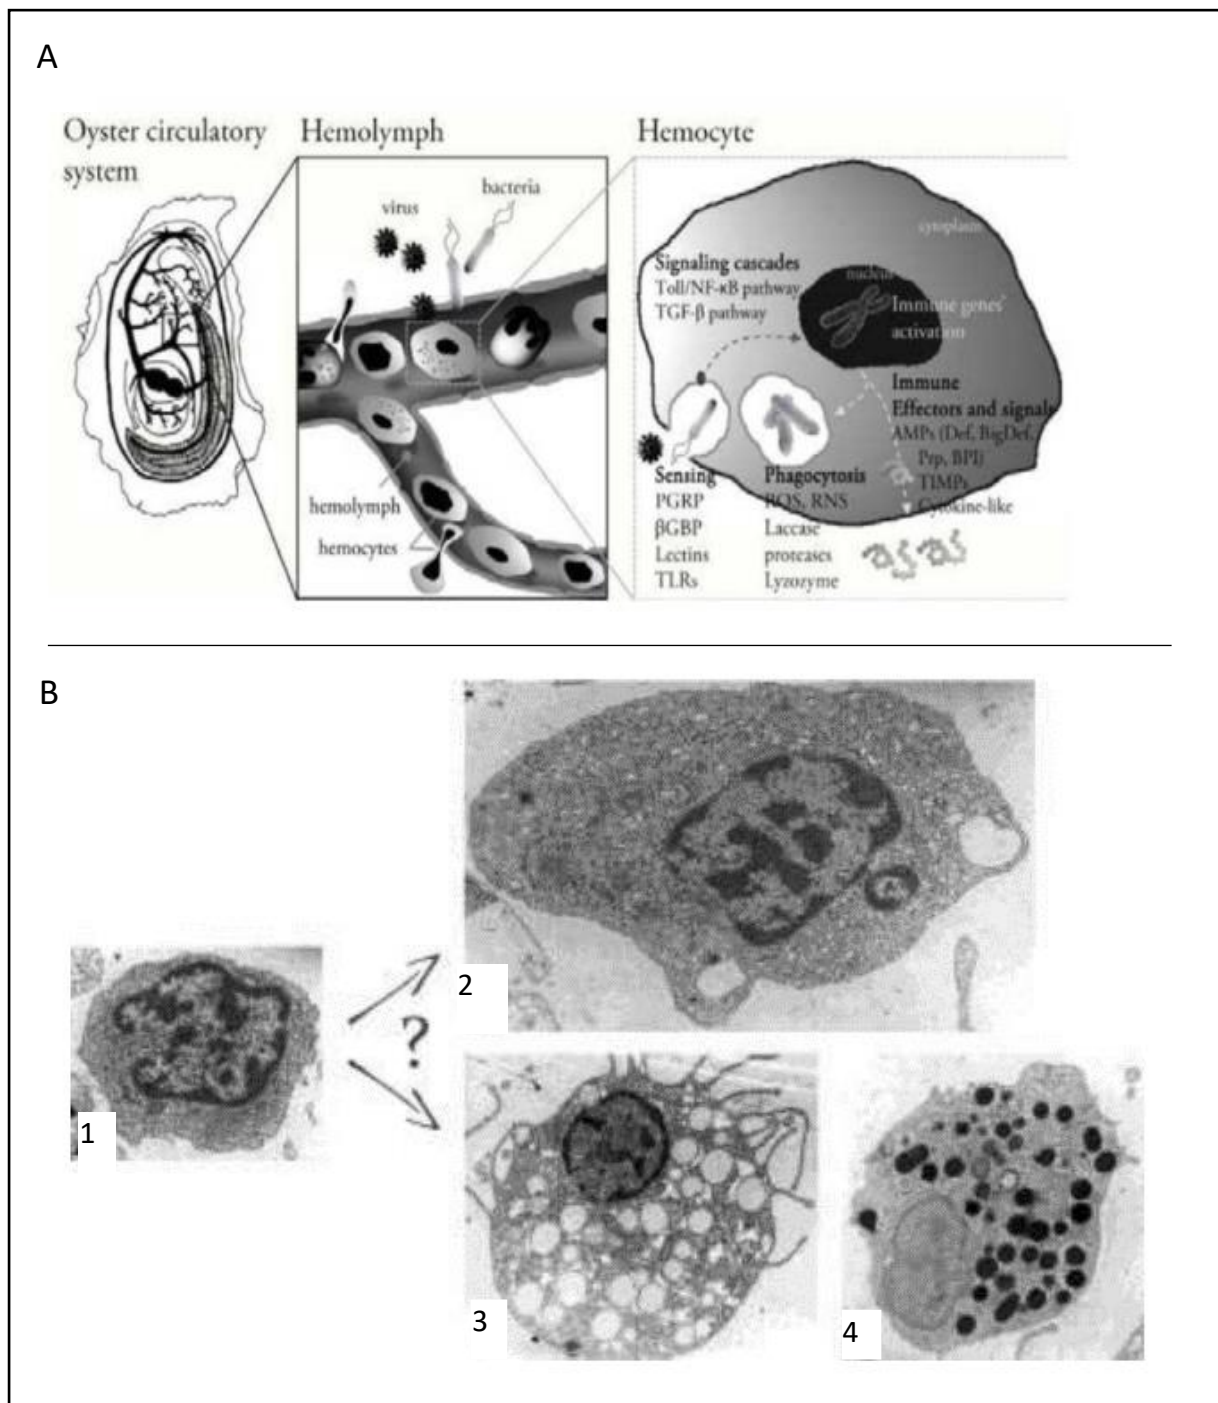 A
Oyster circulatory
system
Hemolymph
Hemocyte
virus
bacteria
hemolymph
hemocytes
cytoplasm
nucleus
Signaling cascades
Toll/NF-κB pathway
TGF-β pathway
Immune genes'
activation
Immune
Effectors and signals
AMPs (Def, BigDef,
Prp, BPI)
TIMPs
Cytokine-like
Sensing
PGRP
βGBP
Lectins
TLRs
Phagocytosis
ROS, RNS
Laccase
proteases
Lyzozyme
B
1
?
2
3
4